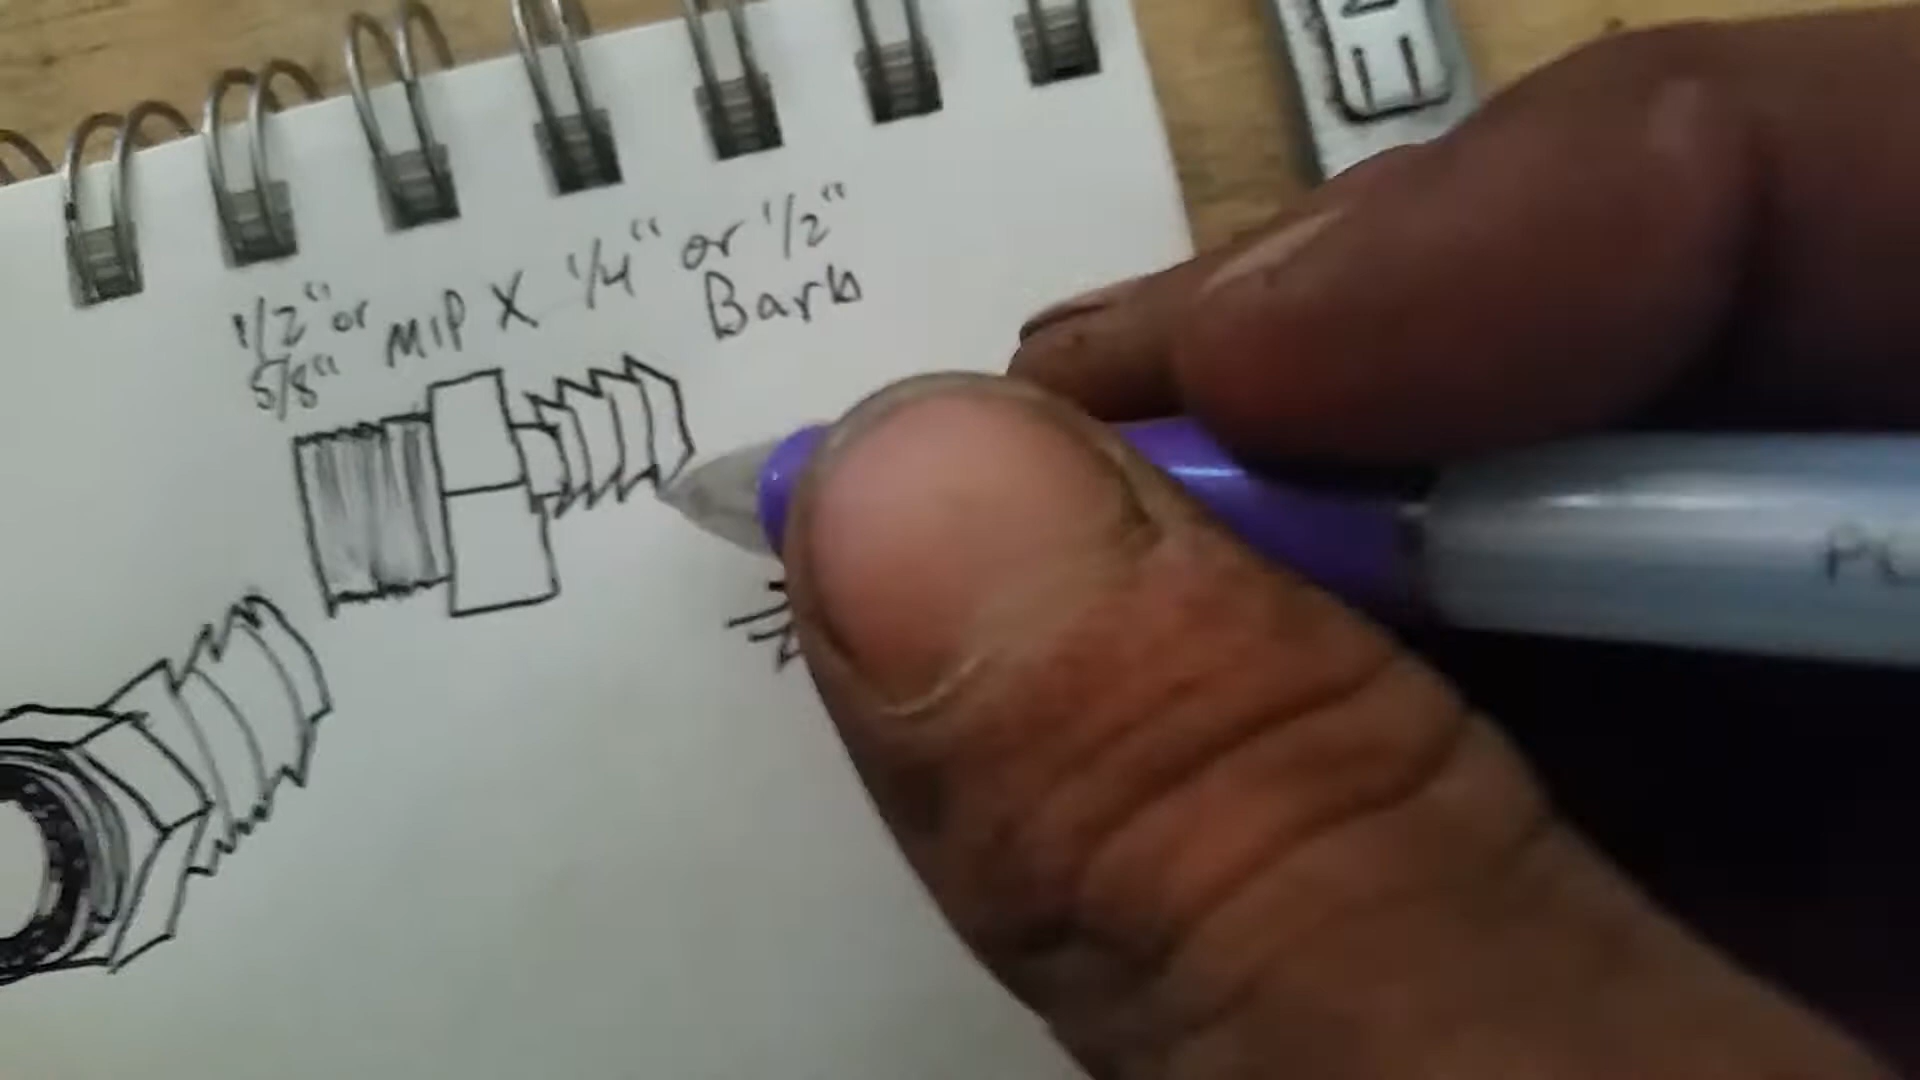 1/2" or MIP X 1/4" or 1/2"
5/8" Barb